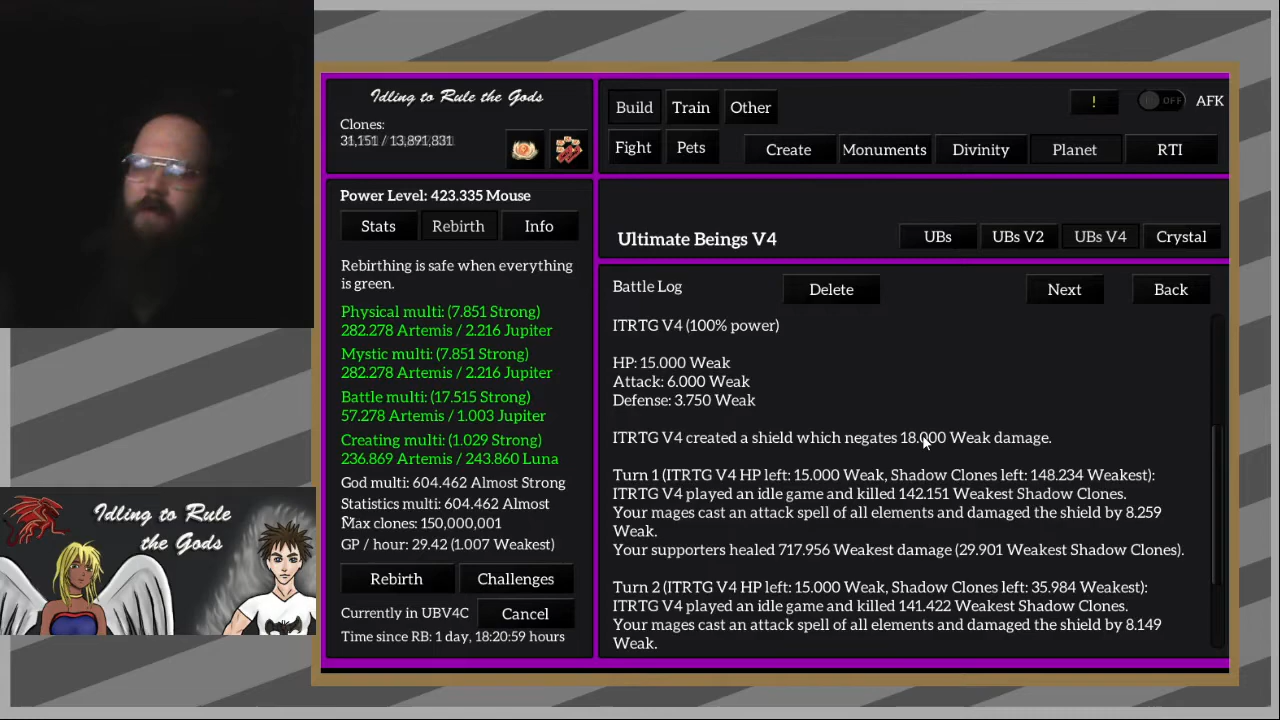 Idling to Rule the Gods
Clones:
31,151 / 13,891,831
Build
Train
Other
!
OFF
AFK
Fight
Pets
Create
Monuments
Divinity
Planet
RTI
Power Level: 423.335 Mouse
Stats
Rebirth
Info
Rebirthing is safe when everything
is green.
Physical multi: (7.851 Strong)
282.278 Artemis / 2.216 Jupiter
Mystic multi: (7.851 Strong)
282.278 Artemis / 2.216 Jupiter
Battle multi: (17.515 Strong)
57.278 Artemis / 1.003 Jupiter
Creating multi: (1.029 Strong)
236.869 Artemis / 243.860 Luna
God multi: 604.462 Almost Strong
Statistics multi: 604.462 Almost
Max clones: 150,000,001
GP / hour: 29.42 (1.007 Weakest)
Rebirth
Challenges
Currently in UBV4C
Cancel
Time since RB: 1 day, 18:20:59 hours
Ultimate Beings V4
UBs
UBs V2
UBs V4
Crystal
Battle Log
Delete
Next
Back
ITRTG V4 (100% power)
HP: 15.000 Weak
Attack: 6.000 Weak
Defense: 3.750 Weak
ITRTG V4 created a shield which negates 18.000 Weak damage.
Turn 1 (ITRTG V4 HP left: 15.000 Weak, Shadow Clones left: 148.234 Weakest):
ITRTG V4 played an idle game and killed 142.151 Weakest Shadow Clones.
Your mages cast an attack spell of all elements and damaged the shield by 8.259
Weak.
Your supporters healed 717.956 Weakest damage (29.901 Weakest Shadow Clones).
Turn 2 (ITRTG V4 HP left: 15.000 Weak, Shadow Clones left: 35.984 Weakest):
ITRTG V4 played an idle game and killed 141.422 Weakest Shadow Clones.
Your mages cast an attack spell of all elements and damaged the shield by 8.149
Weak.
Idling to Rule
the Gods